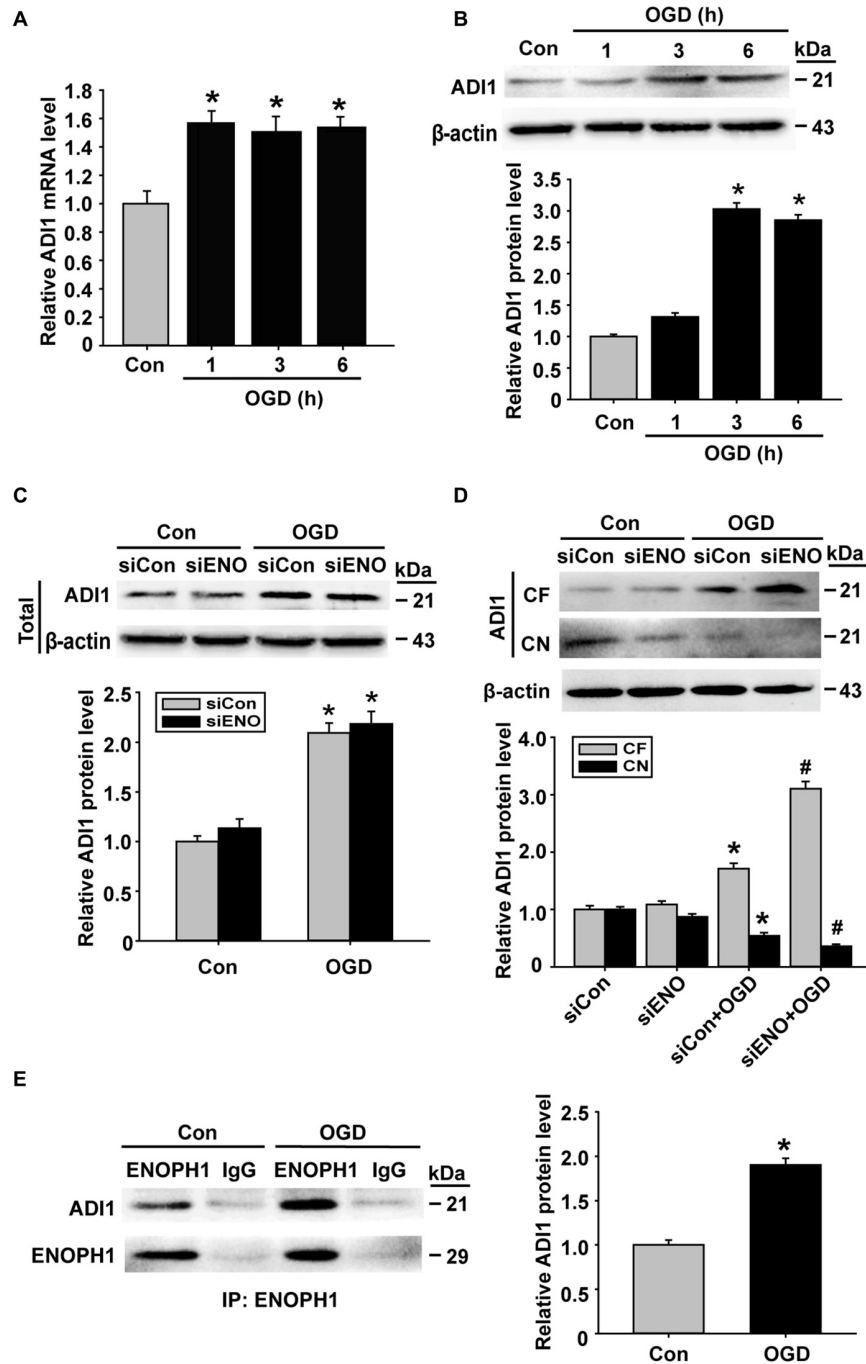 A
Relative ADI1 mRNA level
1.8
1.6
1.4
1.2
1.0
0.8
0.6
0.4
0.2
0
* * *
Con 1 3 6
OGD (h)
B
OGD (h)
Con 1 3 6 kDa
ADI1 – 21
β-actin – 43
Relative ADI1 protein level
3.5
3.0
2.5
2.0
1.5
1.0
0.5
0
* *
Con 1 3 6
OGD (h)
C
Con OGD
siCon siENO siCon siENO kDa
Total
ADI1 – 21
β-actin – 43
Relative ADI1 protein level
2.5
2.0
1.5
1.0
0.5
0
siCon
siENO
* *
Con OGD
D
Con OGD
siCon siENO siCon siENO kDa
ADI1
CF – 21
CN – 21
β-actin – 43
Relative ADI1 protein level
4.0
3.0
2.0
1.0
0.0
CF
CN
* * # #
siCon siENO siCon+OGD siENO+OGD
E
Con OGD
ENOPH1 IgG ENOPH1 IgG kDa
ADI1 – 21
ENOPH1 – 29
IP: ENOPH1
Relative ADI1 protein level
2.5
2.0
1.5
1.0
0.5
0
*
Con OGD